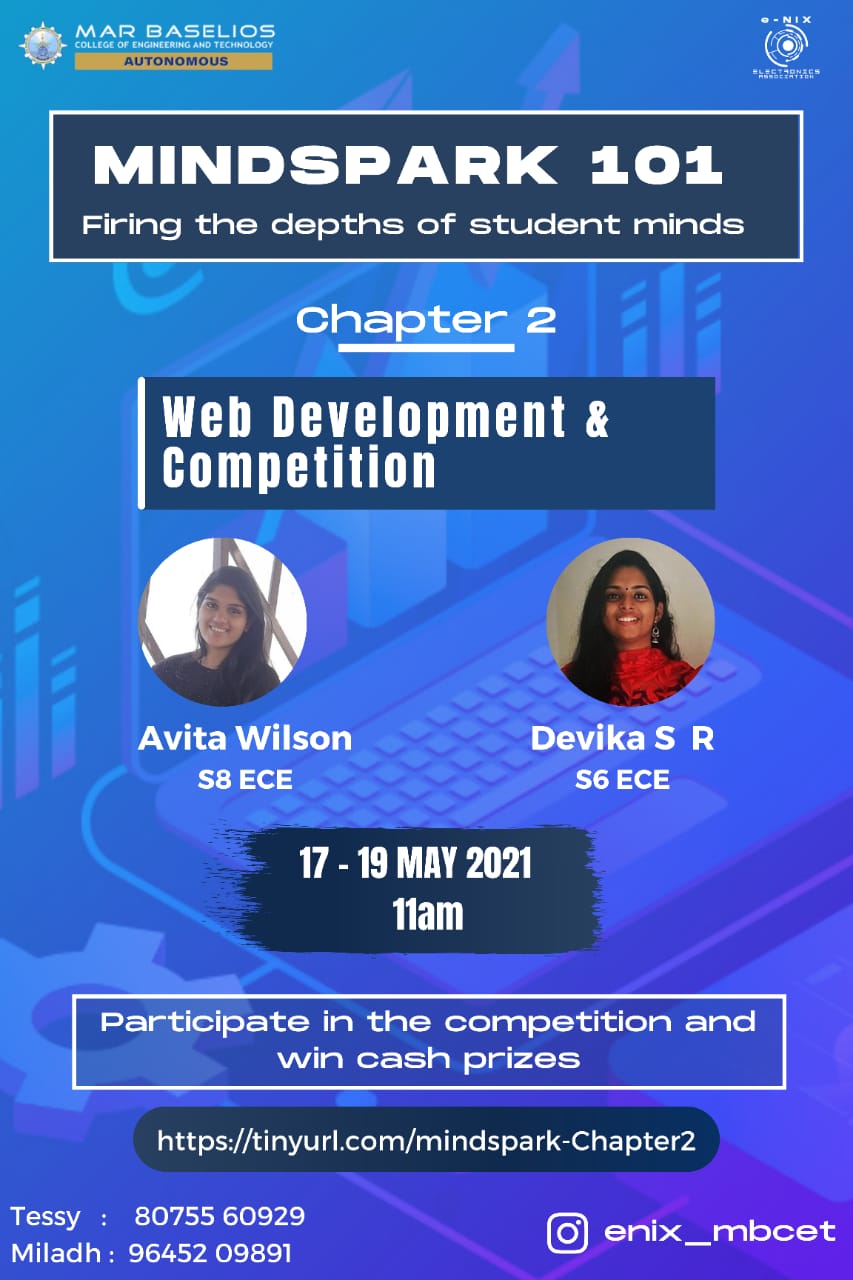 MAR BASELIOS
COLLEGE OF ENGINEERING AND TECHNOLOGY
AUTONOMOUS
e-NIX
ELECTRONICS
ASSOCIATION
MINDSPARK 101
Firing the depths of student minds
Chapter 2
Web Development &
Competition
Avita Wilson
S8 ECE
Devika S R
S6 ECE
17 - 19 MAY 2021
11am
Participate in the competition and
win cash prizes
https://tinyurl.com/mindspark-Chapter2
Tessy : 80755 60929
Miladh : 96452 09891
enix_mbcet